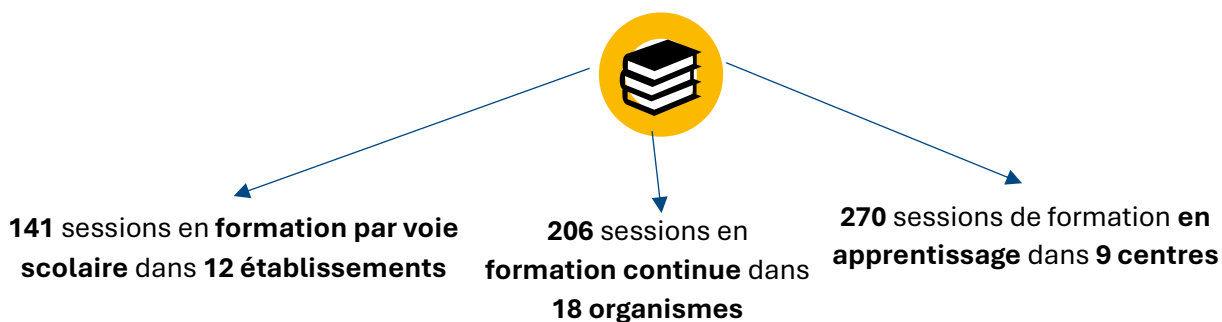 141 sessions en formation par voie
scolaire dans 12 établissements
206 sessions en
formation continue dans
18 organismes
270 sessions de formation en
apprentissage dans 9 centres